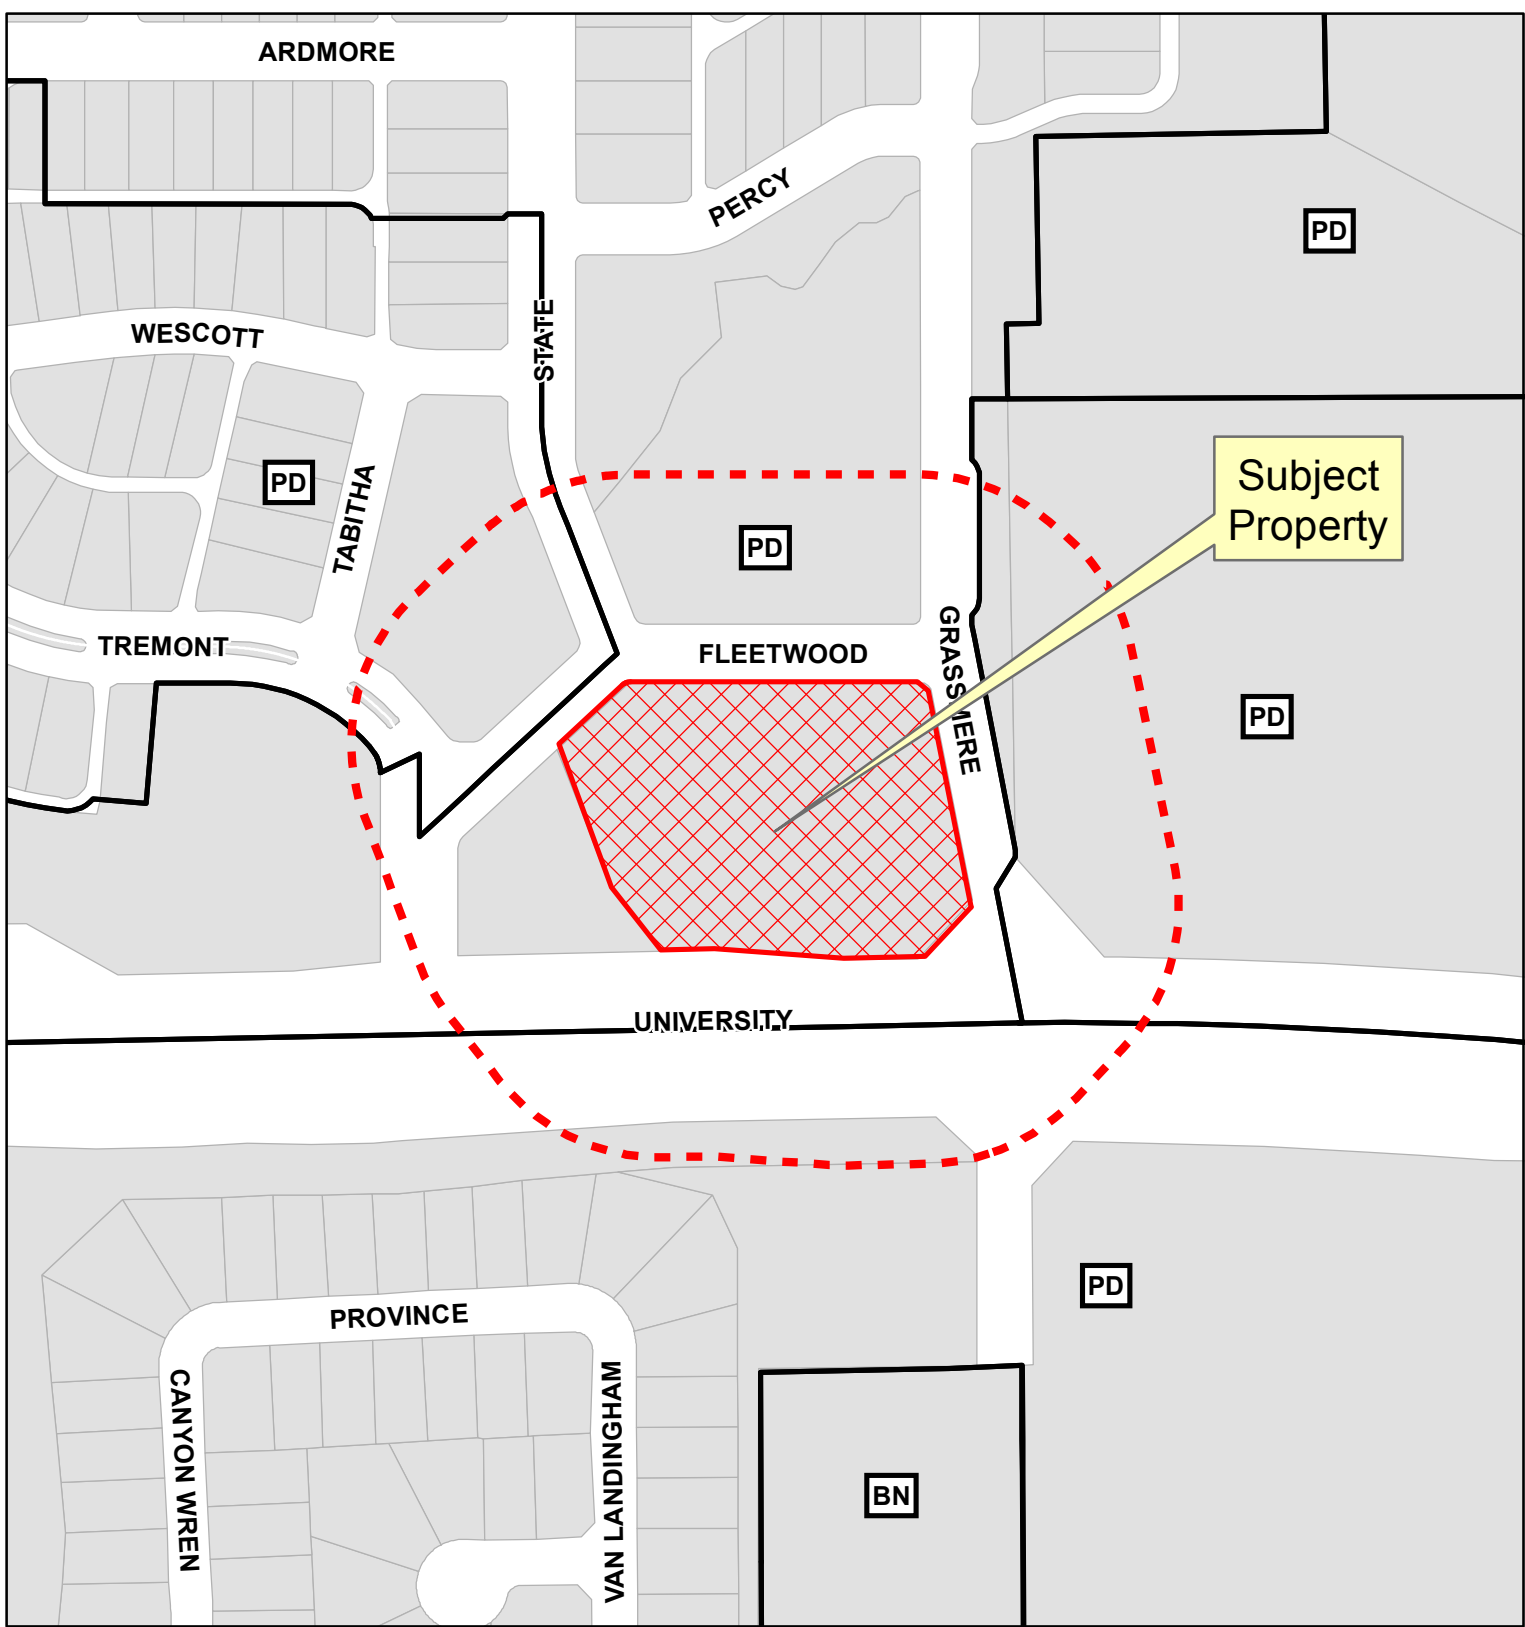 ARDMORE
PERCY
PD
WESCOTT
STATE
PD
TABITHA
PD
Subject
Property
TREMONT
FLEETWOOD
GRASSMERE
PD
UNIVERSITY
PD
PROVINCE
CANYON WREN
VAN LANDINGHAM
BN